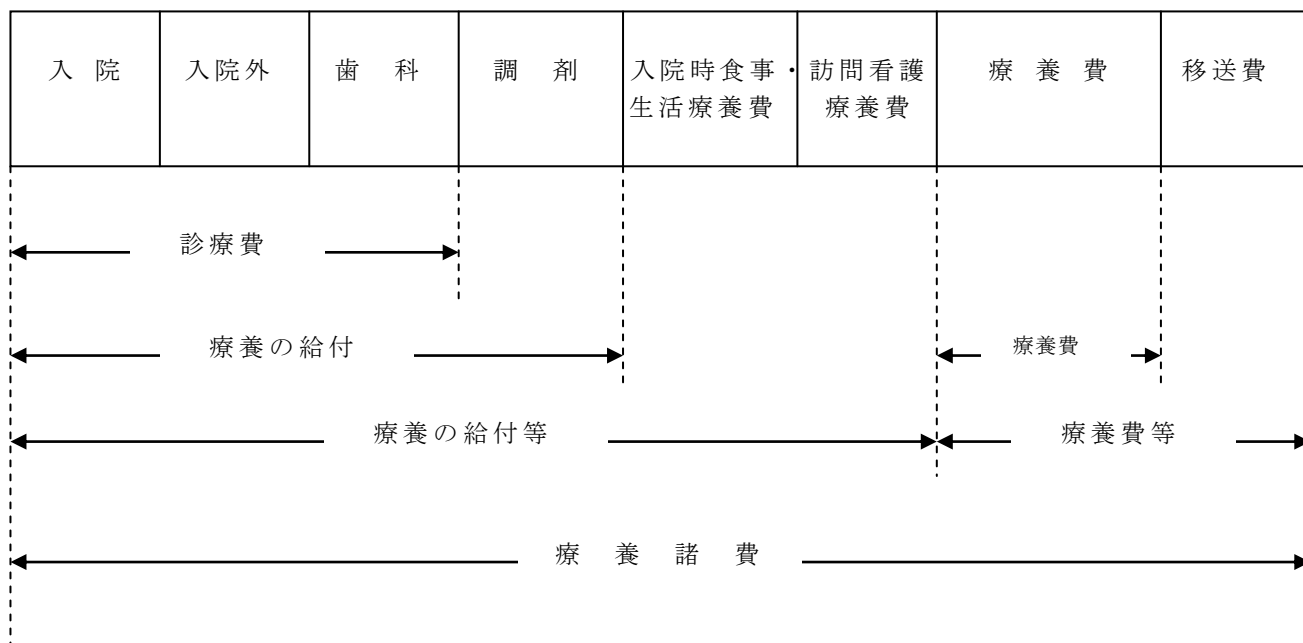 入院
入院外
歯科
調剤
入院時食事・
生活療養費
訪問看護
療養費
療養費
移送費
診療費
療養の給付
療養費
療養の給付等
療養費等
療養諸費